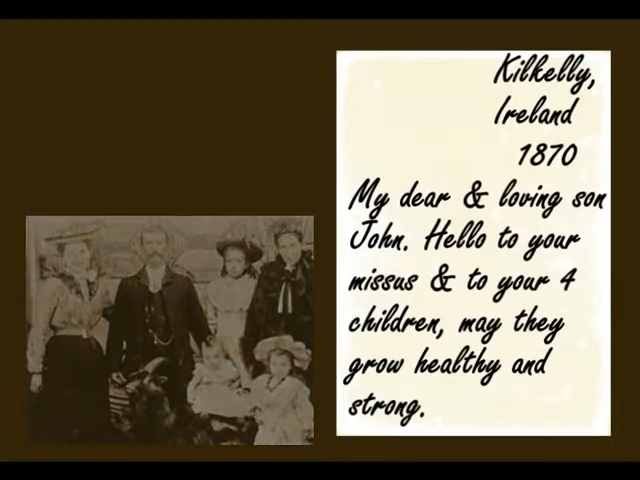 Kilkelly,
Ireland
1870
My dear & loving son
John. Hello to your
missus & to your 4
children, may they
grow healthy and
strong.